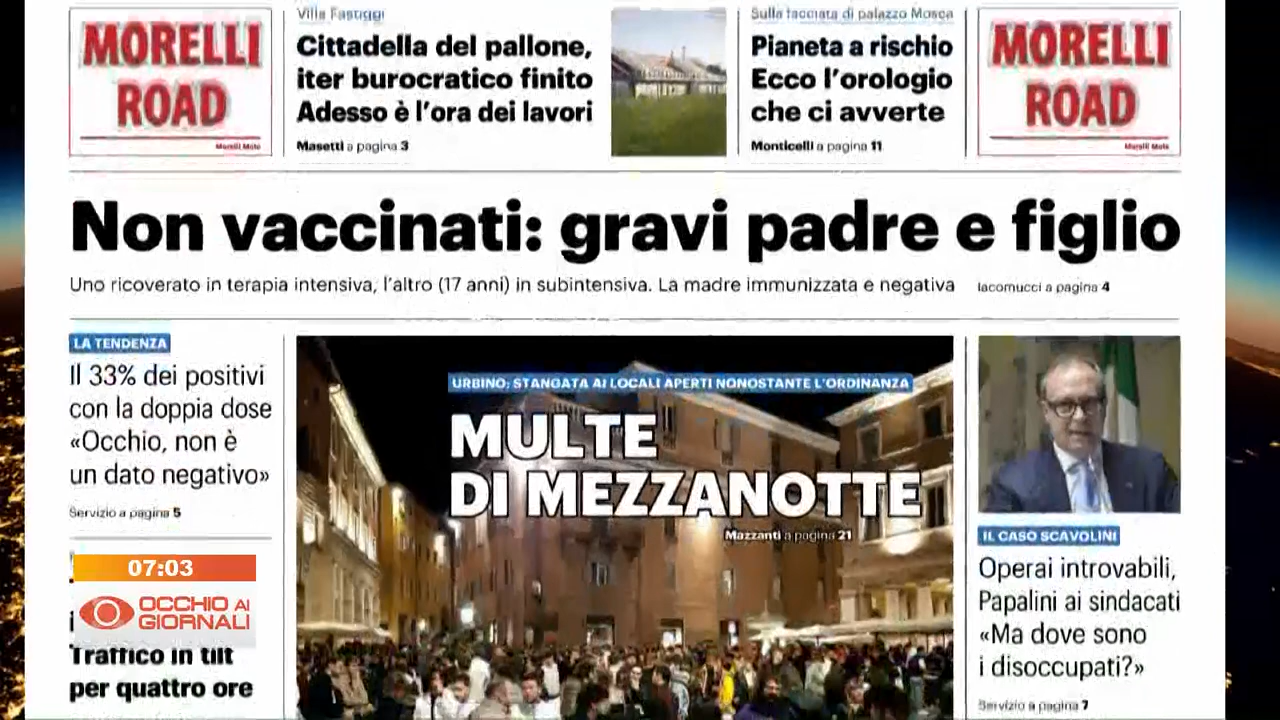 MORELLI
ROAD
Morelli Moto
Villa Fastiggi
Cittadella del pallone,
iter burocratico finito
Adesso è l'ora dei lavori
Masetti a pagina 3
Sulla facciata di palazzo Mosca
Pianeta a rischio
Ecco l'orologio
che ci avverte
Monticelli a pagina 11
MORELLI
ROAD
Morelli Moto
Non vaccinati: gravi padre e figlio
Uno ricoverato in terapia intensiva, l'altro (17 anni) in subintensiva. La madre immunizzata e negativa
Iacomucci a pagina 4
LA TENDENZA
Il 33% dei positivi
con la doppia dose
«Occhio, non è
un dato negativo»
Servizio a pagina 5
07:03
OCCHIO AI
GIORNALI
Traffico in tilt
per quattro ore
URBINO: STANGATA AI LOCALI APERTI NONOSTANTE L'ORDINANZA
MULTE
DI MEZZANOTTE
Mazzanti a pagina 21
IL CASO SCAVOLINI
Operai introvabili,
Papalini ai sindacati
«Ma dove sono
i disoccupati?»
Servizio a pagina 7